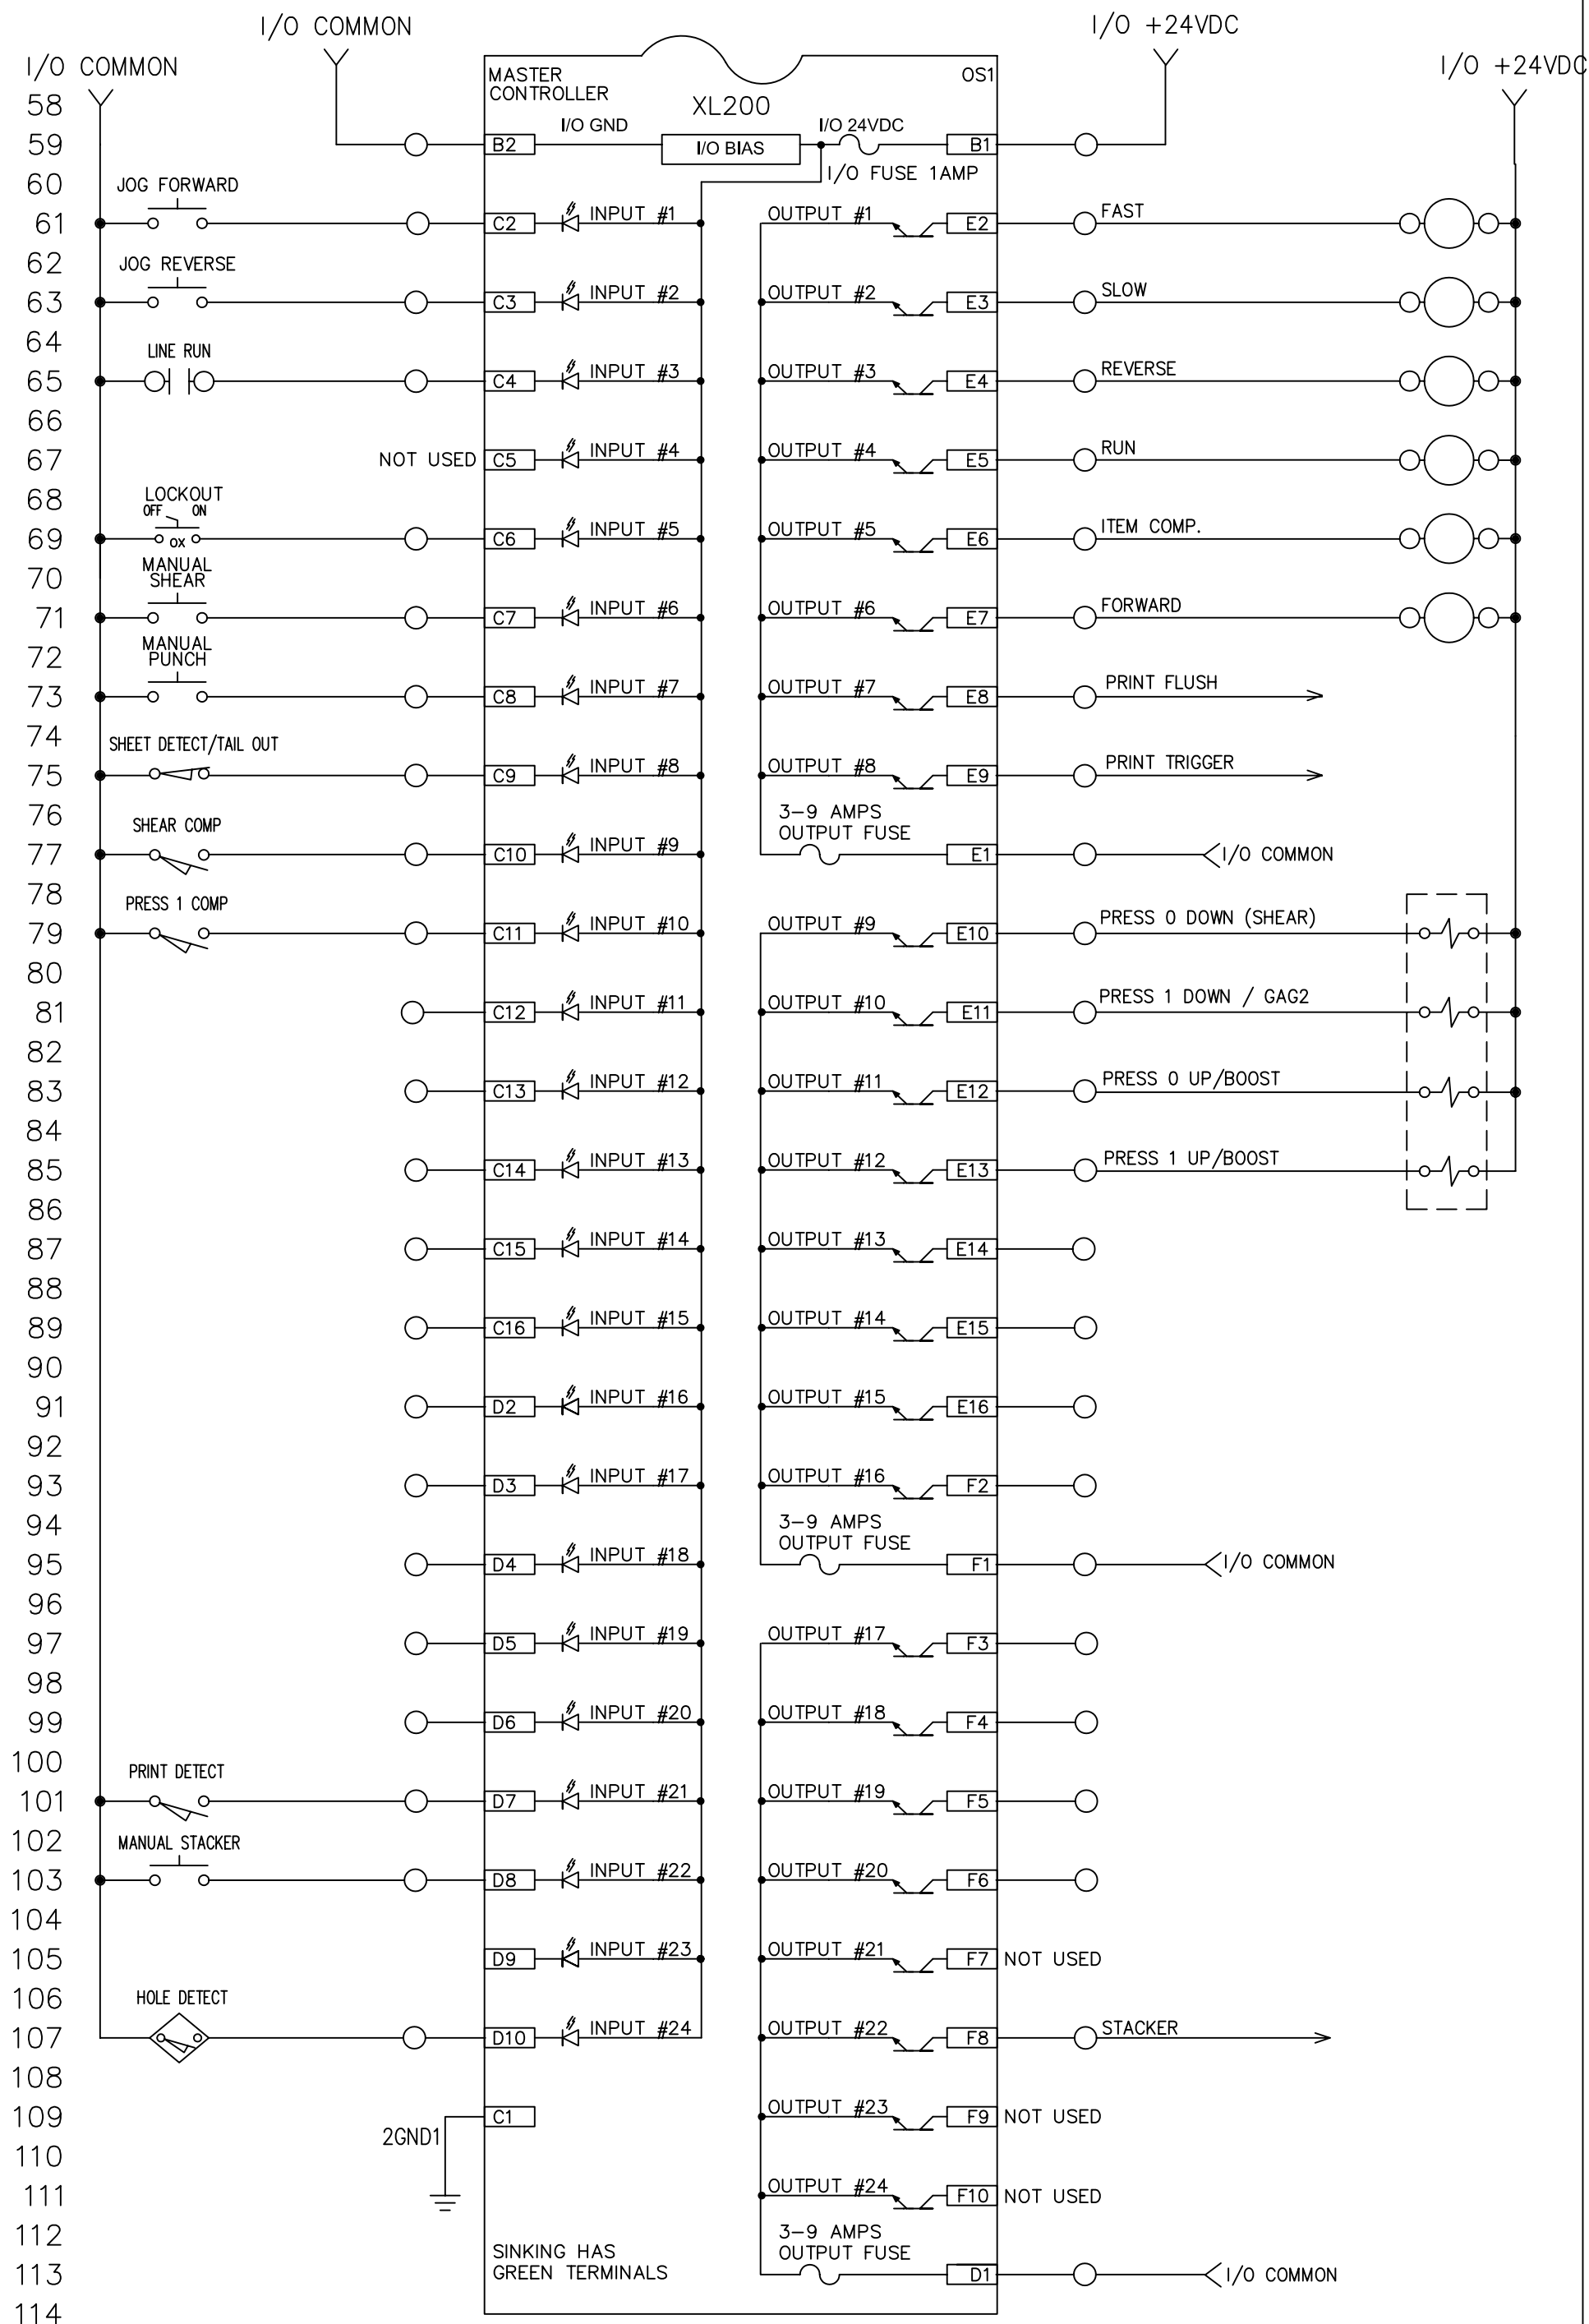 I/O COMMON
I/O +24VDC
I/O COMMON
I/O +24VDC
MASTER
CONTROLLER
OS1
XL200
58
59
I/O GND
I/O 24VDC
B2
I/O BIAS
B1
60
I/O FUSE 1AMP
JOG FORWARD
61
C2
INPUT #1
OUTPUT #1
E2
FAST
62
JOG REVERSE
63
C3
INPUT #2
OUTPUT #2
E3
SLOW
64
LINE RUN
65
C4
INPUT #3
OUTPUT #3
E4
REVERSE
66
67
NOT USED
C5
INPUT #4
OUTPUT #4
E5
RUN
68
LOCKOUT
OFF ON
69
OX
C6
INPUT #5
OUTPUT #5
E6
ITEM COMP.
70
MANUAL
SHEAR
71
C7
INPUT #6
OUTPUT #6
E7
FORWARD
72
MANUAL
PUNCH
73
C8
INPUT #7
OUTPUT #7
E8
PRINT FLUSH
74
SHEET DETECT/TAIL OUT
75
C9
INPUT #8
OUTPUT #8
E9
PRINT TRIGGER
76
3-9 AMPS
OUTPUT FUSE
SHEAR COMP
77
C10
INPUT #9
E1
I/O COMMON
78
PRESS 1 COMP
79
C11
INPUT #10
OUTPUT #9
E10
PRESS 0 DOWN (SHEAR)
80
81
C12
INPUT #11
OUTPUT #10
E11
PRESS 1 DOWN / GAG2
82
83
C13
INPUT #12
OUTPUT #11
E12
PRESS 0 UP/BOOST
84
85
C14
INPUT #13
OUTPUT #12
E13
PRESS 1 UP/BOOST
86
87
C15
INPUT #14
OUTPUT #13
E14
88
89
C16
INPUT #15
OUTPUT #14
E15
90
91
D2
INPUT #16
OUTPUT #15
E16
92
93
D3
INPUT #17
OUTPUT #16
F2
94
3-9 AMPS
OUTPUT FUSE
95
D4
INPUT #18
F1
I/O COMMON
96
97
D5
INPUT #19
OUTPUT #17
F3
98
99
D6
INPUT #20
OUTPUT #18
F4
100
PRINT DETECT
101
D7
INPUT #21
OUTPUT #19
F5
102
MANUAL STACKER
103
D8
INPUT #22
OUTPUT #20
F6
104
105
D9
INPUT #23
OUTPUT #21
F7
NOT USED
106
HOLE DETECT
107
D10
INPUT #24
OUTPUT #22
F8
STACKER
108
109
C1
OUTPUT #23
F9
NOT USED
2GND1
110
111
OUTPUT #24
F10
NOT USED
112
3-9 AMPS
OUTPUT FUSE
SINKING HAS
GREEN TERMINALS
113
D1
I/O COMMON
114